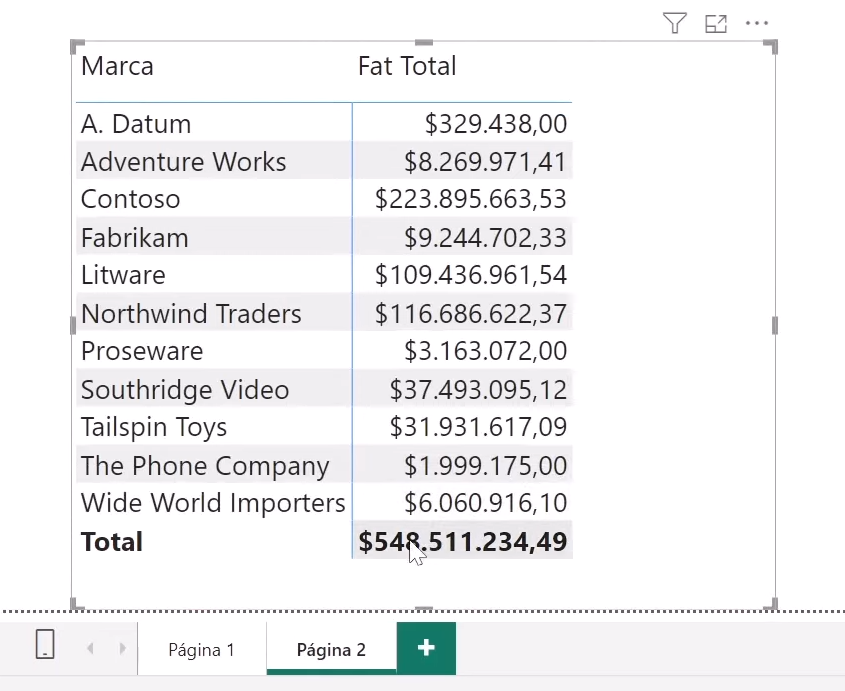 Marca Fat Total
A. Datum $329.438,00
Adventure Works $8.269.971,41
Contoso $223.895.663,53
Fabrikam $9.244.702,33
Litware $109.436.961,54
Northwind Traders $116.686.622,37
Proseware $3.163.072,00
Southridge Video $37.493.095,12
Tailspin Toys $31.931.617,09
The Phone Company $1.999.175,00
Wide World Importers $6.060.916,10
Total $548.511.234,49
Página 1 Página 2 +